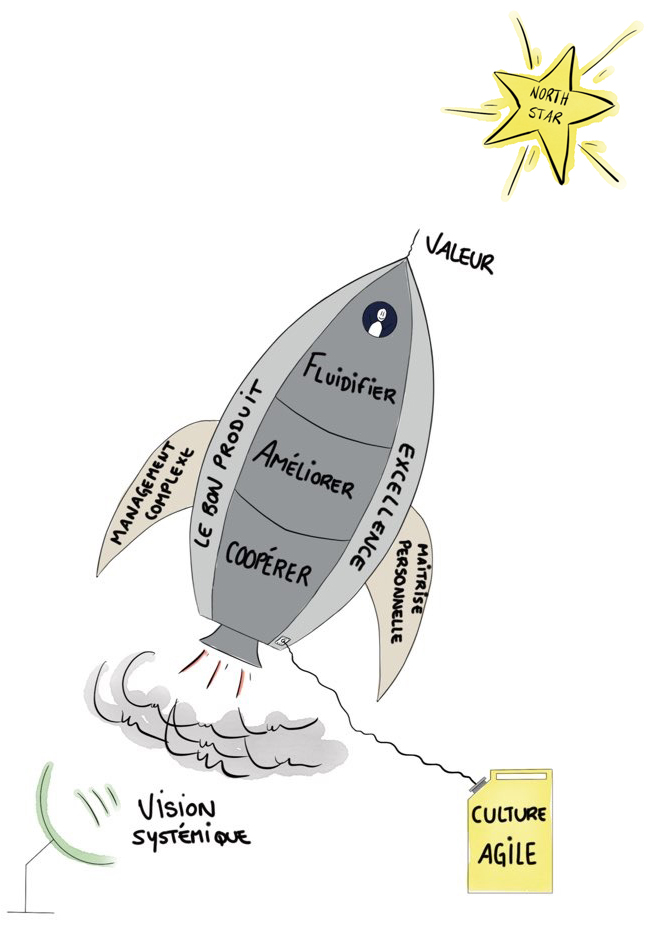 NORTH
STAR
VALEUR
FLUIDIFIER
AMÉLIORER
COOPÉRER
LE BON PRODUIT
EXCELLENCE
MANAGEMENT
COMPLEXE
MAÎTRISE
PERSONNELLE
VISION
SYSTÉMIQUE
CULTURE
AGILE